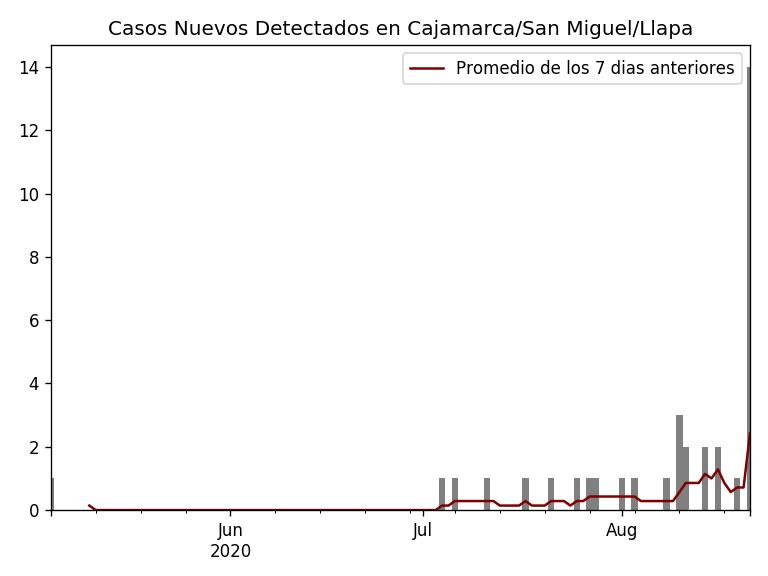 Casos Nuevos Detectados en Cajamarca/San Miguel/Llapa
Promedio de los 7 dias anteriores
14
12
10
8
6
4
2
0
Jun
2020
Jul
Aug